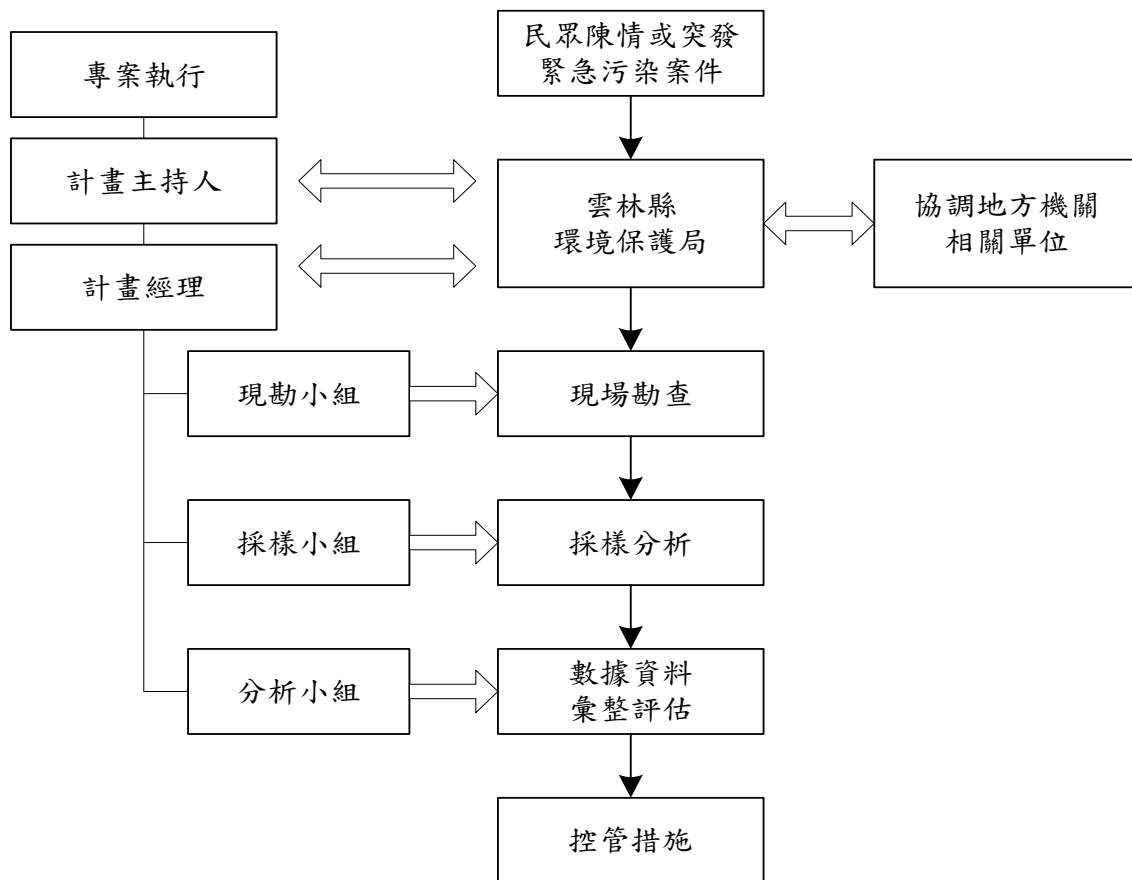 民眾陳情或突發
緊急污染案件
專案執行
計畫主持人
雲林縣
環境保護局
協調地方機關
相關單位
計畫經理
現勘小組
現場勘查
採樣小組
採樣分析
分析小組
數據資料
彙整評估
控管措施